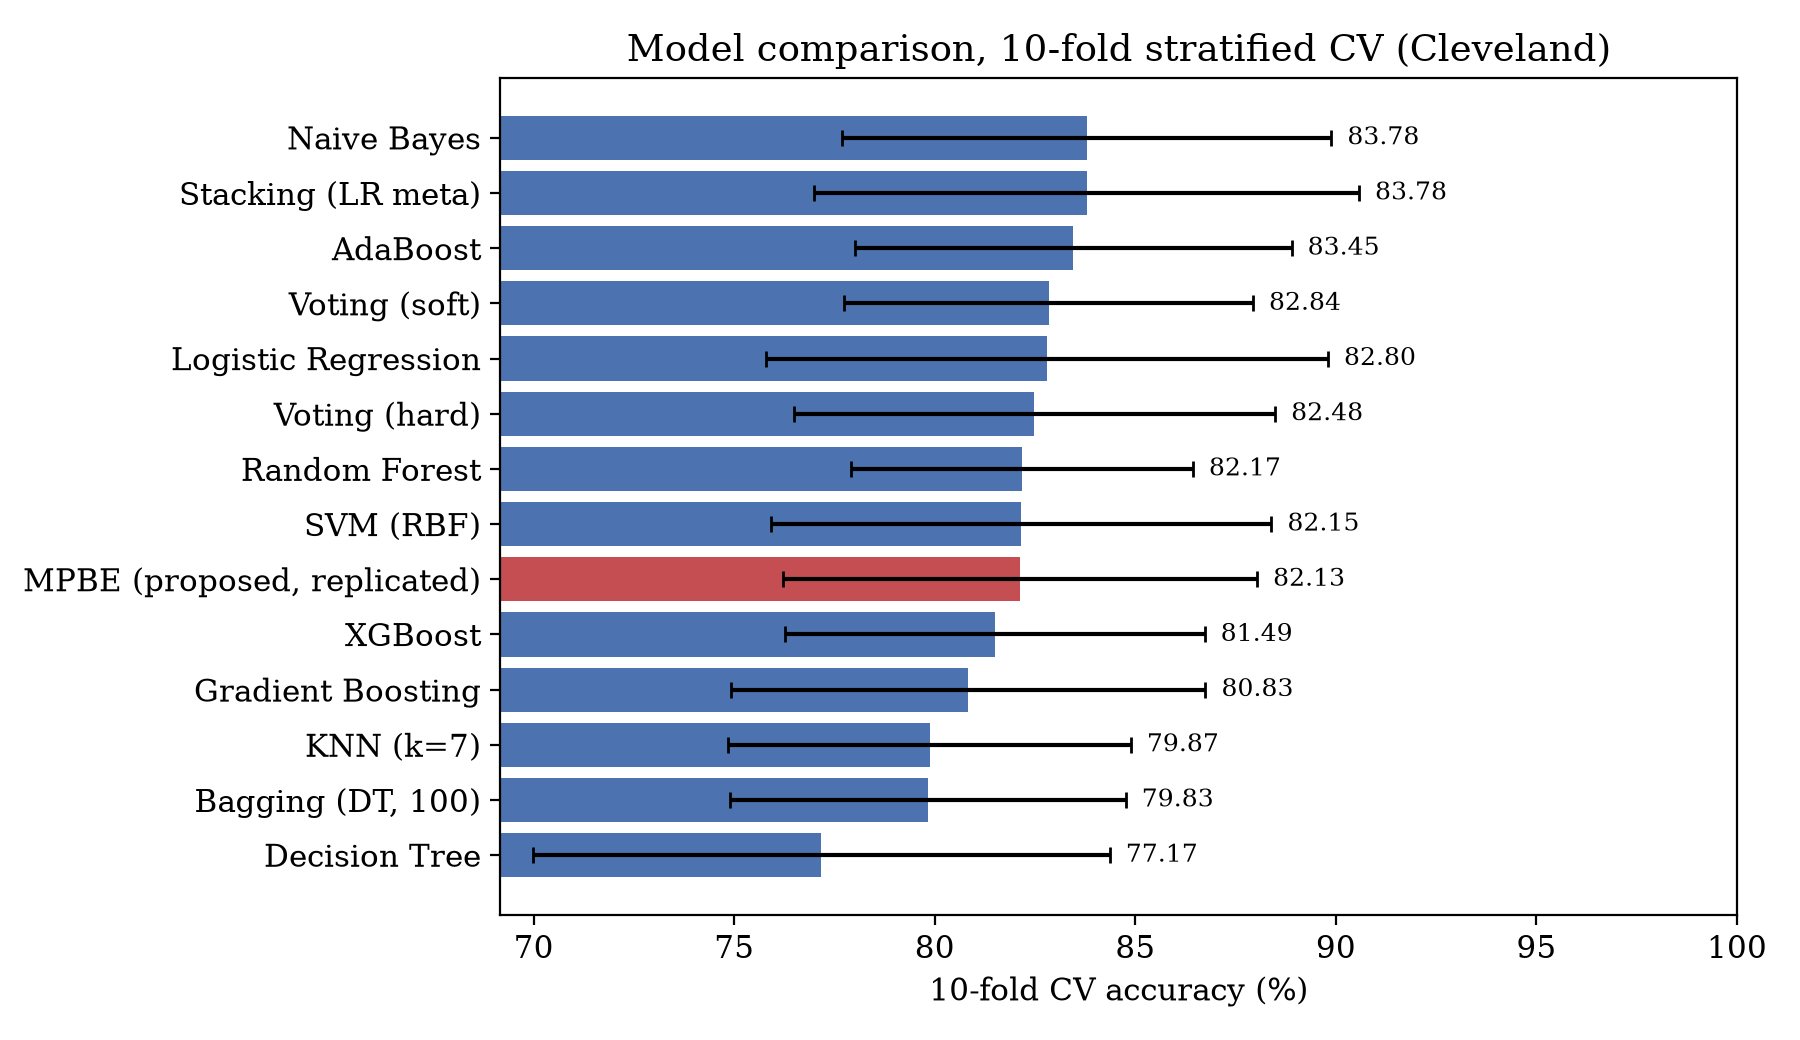 Model comparison, 10-fold stratified CV (Cleveland)
Naive Bayes 83.78
Stacking (LR meta) 83.78
AdaBoost 83.45
Voting (soft) 82.84
Logistic Regression 82.80
Voting (hard) 82.48
Random Forest 82.17
SVM (RBF) 82.15
MPBE (proposed, replicated) 82.13
XGBoost 81.49
Gradient Boosting 80.83
KNN (k=7) 79.87
Bagging (DT, 100) 79.83
Decision Tree 77.17
70 75 80 85 90 95 100
10-fold CV accuracy (%)